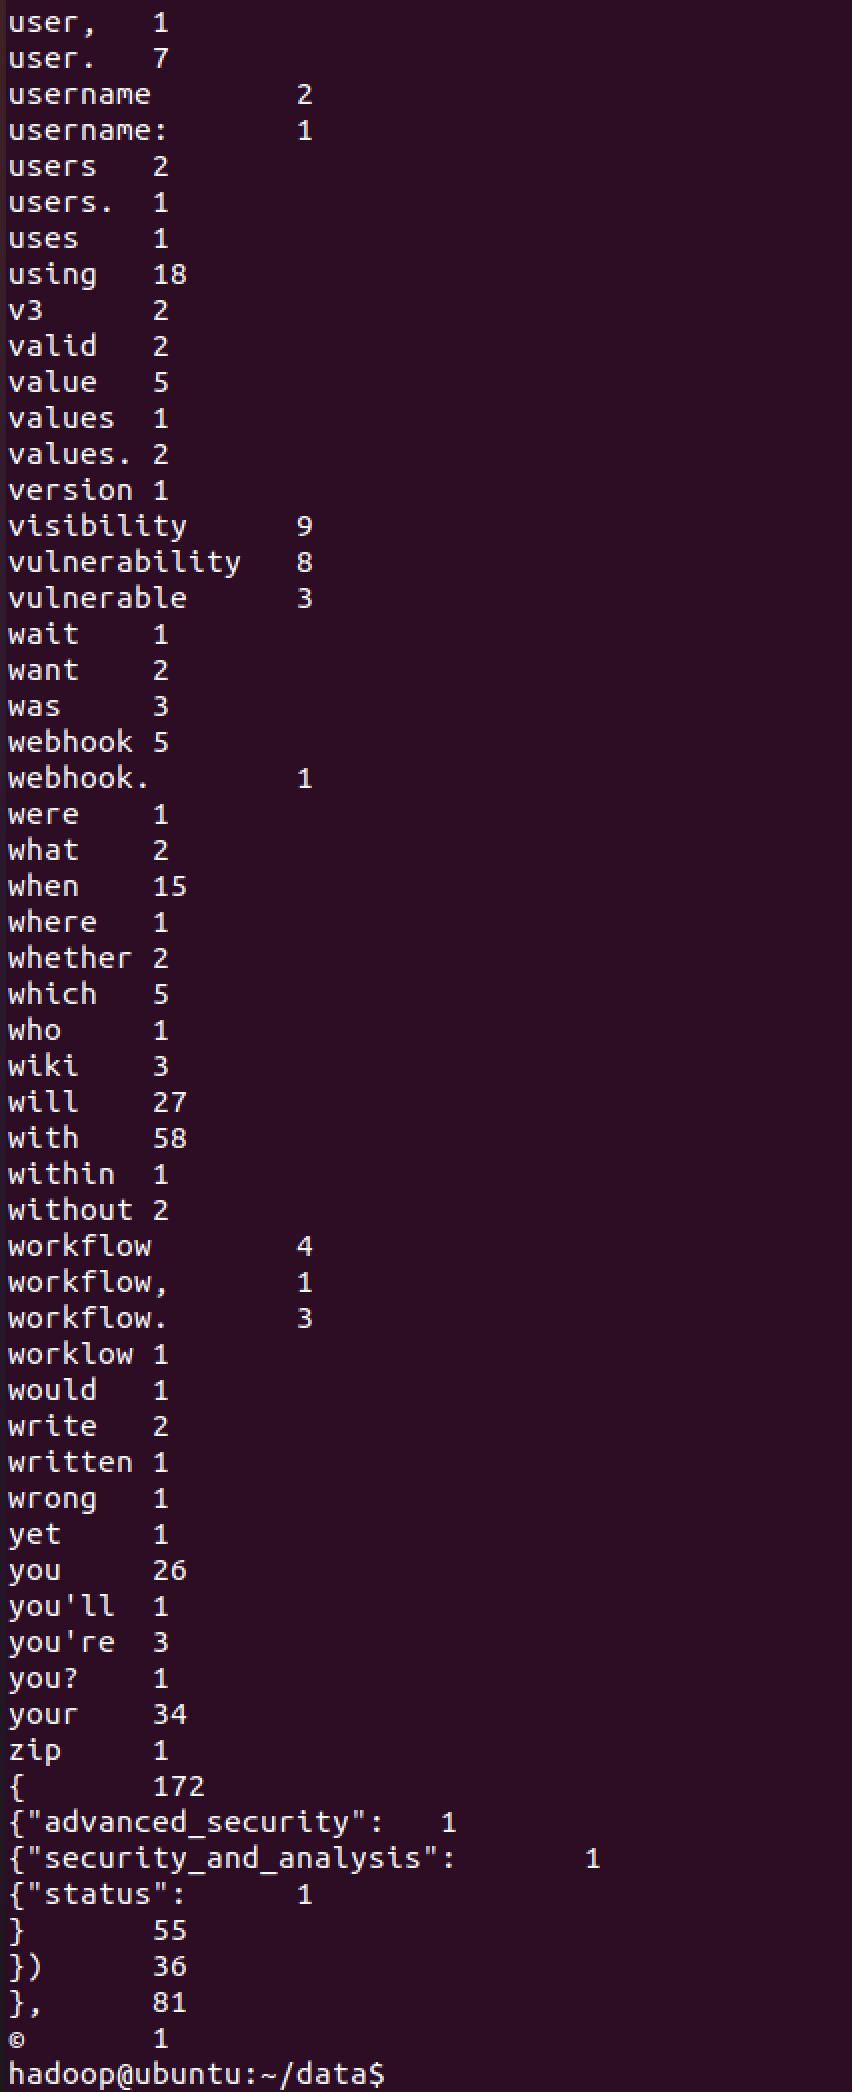 user,	1
user.	7
username	2
username:	1
users	2
users.	1
uses	1
using	18
v3	2
valid	2
value	5
values	1
values.	2
version	1
visibility	9
vulnerability	8
vulnerable	3
wait	1
want	2
was	3
webhook	5
webhook.	1
were	1
what	2
when	15
where	1
whether	2
which	5
who	1
wiki	3
will	27
with	58
within	1
without	2
workflow	4
workflow,	1
workflow.	3
worklow	1
would	1
write	2
written	1
wrong	1
yet	1
you	26
you'll	1
you're	3
you?	1
your	34
zip	1
{	172
{"advanced_security":	1
{"security_and_analysis":	1
{"status":	1
}	55
})	36
},	81
©	1
hadoop@ubuntu:~/data$